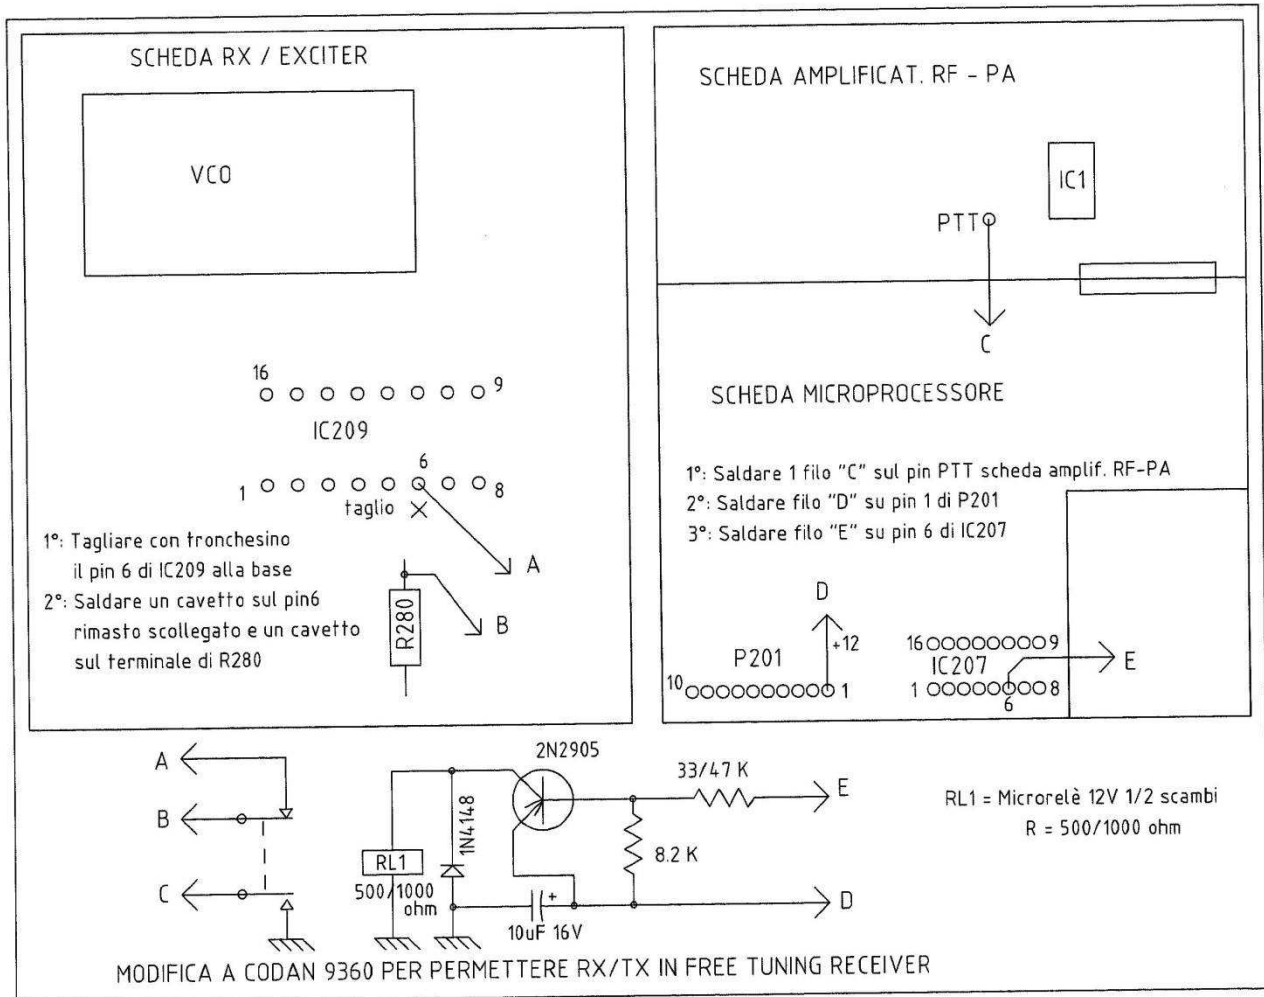 SCHEDA RX / EXCITER
VCO
16
9
IC209
6
1
8
taglio
1°: Tagliare con tronchesino
il pin 6 di IC209 alla base
2°: Saldare un cavetto sul pin6
rimasto scollegato e un cavetto
sul terminale di R280
A
B
R280
SCHEDA AMPLIFICAT. RF - PA
IC1
PTT
C
SCHEDA MICROPROCESSORE
1°: Saldare 1 filo "C" sul pin PTT scheda amplif. RF-PA
2°: Saldare filo "D" su pin 1 di P201
3°: Saldare filo "E" su pin 6 di IC207
D
+12
P201
10
1
16
9
IC207
E
1
8
6
A
B
C
2N2905
1N4148
RL1
500/1000
ohm
+
10uF 16V
33/47 K
8.2 K
E
D
RL1 = Microrelè 12V 1/2 scambi
R = 500/1000 ohm
MODIFICA A CODAN 9360 PER PERMETTERE RX/TX IN FREE TUNING RECEIVER